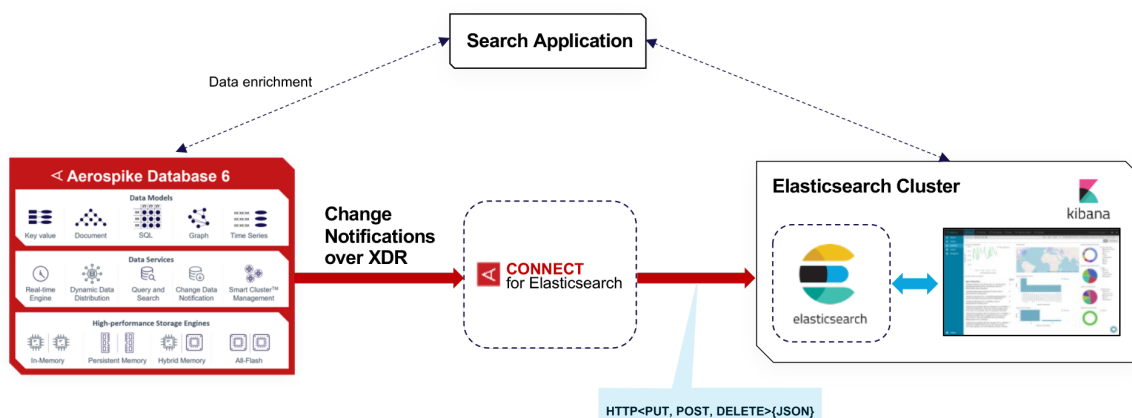 Search Application
Data enrichment
Aerospike Database 6
Data Models
Key value
Document
SQL
Graph
Time Series
Data Services
Real-time
Engine
Dynamic Data
Distribution
Query and
Search
Change Data
Notification
Smart Cluster™
Management
High-performance Storage Engines
In-Memory
Persistent Memory
Hybrid Memory
All-Flash
Change
Notifications
over XDR
CONNECT
for Elasticsearch
HTTP<PUT, POST, DELETE>{JSON}
Elasticsearch Cluster
kibana
elasticsearch